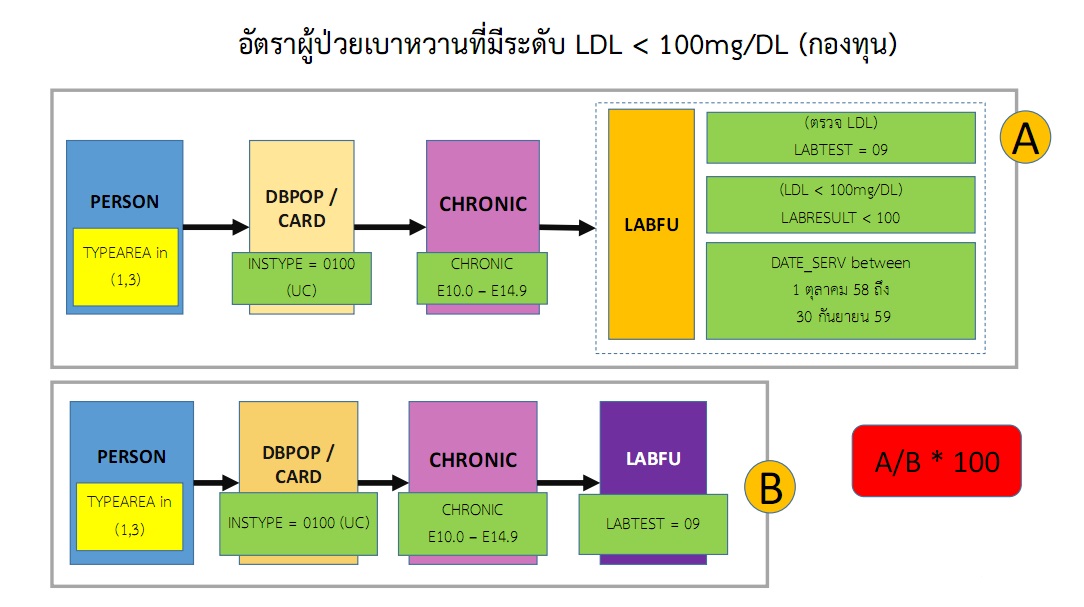 อัตราผู้ป่วยเบาหวานที่มีระดับ LDL < 100mg/DL (กองทุน)
PERSON
TYPEAREA in
(1,3)
DBPOP /
CARD
INSTYPE = 0100
(UC)
CHRONIC
CHRONIC
E10.0 – E14.9
LABFU
(ตรวจ LDL)
LABTEST = 09
(LDL < 100mg/DL)
LABRESULT < 100
DATE_SERV between
1 ตุลาคม 58 ถึง
30 กันยายน 59
A
PERSON
TYPEAREA in
(1,3)
DBPOP /
CARD
INSTYPE = 0100 (UC)
CHRONIC
CHRONIC
E10.0 – E14.9
LABFU
LABTEST = 09
B
A/B * 100